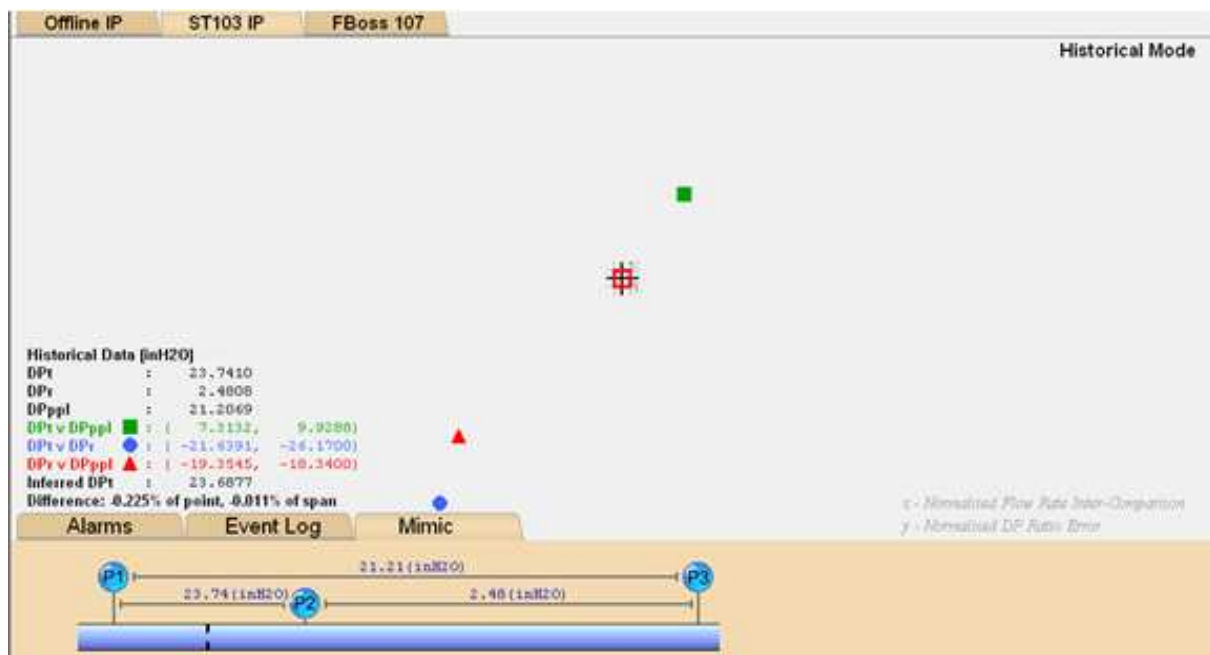 Offline IP ST103 IP FBoss 107
Historical Mode
Historical Data [inH2O]
DPt : 23.7410
DPr : 2.4808
DPppl : 21.2069
DPt v DPppl : ( 7.3132, 9.9288)
DPt v DPr : ( -21.6391, -26.1700)
DPr v DPppl : ( -19.3545, -18.3400)
Inferred DPt : 23.6877
Difference: -0.225% of point, -0.011% of span
x - Normalised Flow Rate Inter-Comparison
y - Normalised DP Ratio Error
Alarms Event Log Mimic
P1 21.21(inH2O) P3
23.74(inH2O) P2 2.48(inH2O)